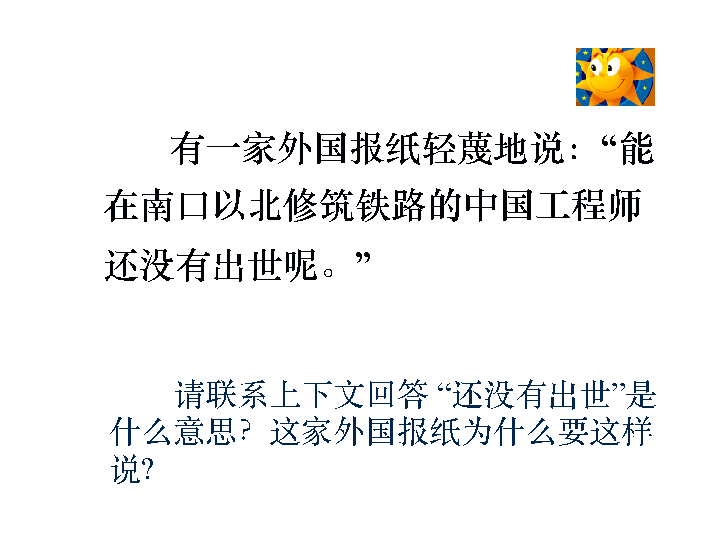 有一家外国报纸轻蔑地说：“能
在南口以北修筑铁路的中国工程师
还没有出世呢。”
请联系上下文回答 “还没有出世”是
什么意思？这家外国报纸为什么要这样
说?